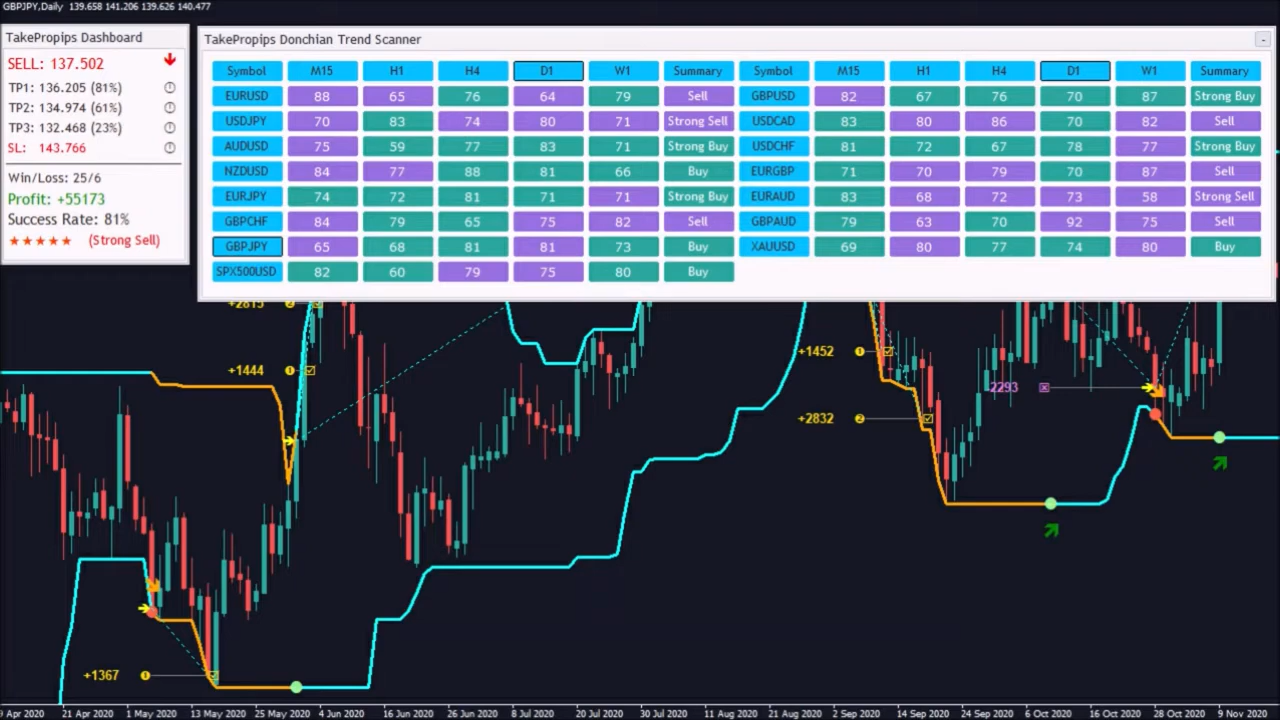 GBPJPY,Daily 139.658 141.206 139.626 140.477
TakePropips Dashboard
SELL: 137.502
TP1: 136.205 (81%)
TP2: 134.974 (61%)
TP3: 132.468 (23%)
SL: 143.766
Win/Loss: 25/6
Profit: +55173
Success Rate: 81%
(Strong Sell)
TakePropips Donchian Trend Scanner
-
Symbol M15 H1 H4 D1 W1 Summary Symbol M15 H1 H4 D1 W1 Summary
EURUSD 88 65 76 64 79 Sell GBPUSD 82 67 76 70 87 Strong Buy
USDJPY 70 83 74 80 71 Strong Sell USDCAD 83 80 86 70 82 Sell
AUDUSD 75 59 77 83 71 Strong Buy USDCHF 81 72 67 78 77 Strong Buy
NZDUSD 84 77 88 81 66 Buy EURGBP 71 70 79 70 87 Sell
EURJPY 74 72 81 71 71 Strong Buy EURAUD 83 68 72 73 58 Strong Sell
GBPCHF 84 79 65 75 82 Sell GBPAUD 79 63 70 92 75 Sell
GBPJPY 65 68 81 81 73 Buy XAUUSD 69 80 77 74 80 Buy
SPX500USD 82 60 79 75 80 Buy
+2815 2
+1444 1
+1452 1
2293
+2832 2
+1367 1
9 Apr 2020 21 Apr 2020 1 May 2020 13 May 2020 25 May 2020 4 Jun 2020 16 Jun 2020 26 Jun 2020 8 Jul 2020 20 Jul 2020 30 Jul 2020 11 Aug 2020 21 Aug 2020 2 Sep 2020 14 Sep 2020 24 Sep 2020 6 Oct 2020 16 Oct 2020 28 Oct 2020 9 Nov 2020